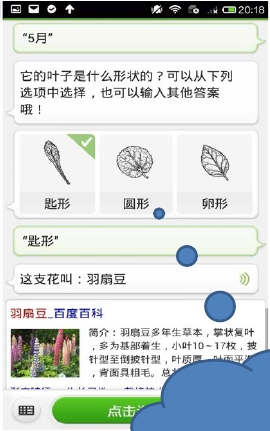 20:18
“5月”
它的叶子是什么形状的？可以从下列
选项中选择，也可以输入其他答案
哦！
匙形
圆形
卵形
“匙形”
这支花叫：羽扇豆
羽扇豆_百度百科
简介：羽扇豆多年生草本，掌状复叶
，多为基部着生，小叶10～17枚，披
针型至倒披针型，叶质厚，叶面平滑
，背面具粗毛。总
点击